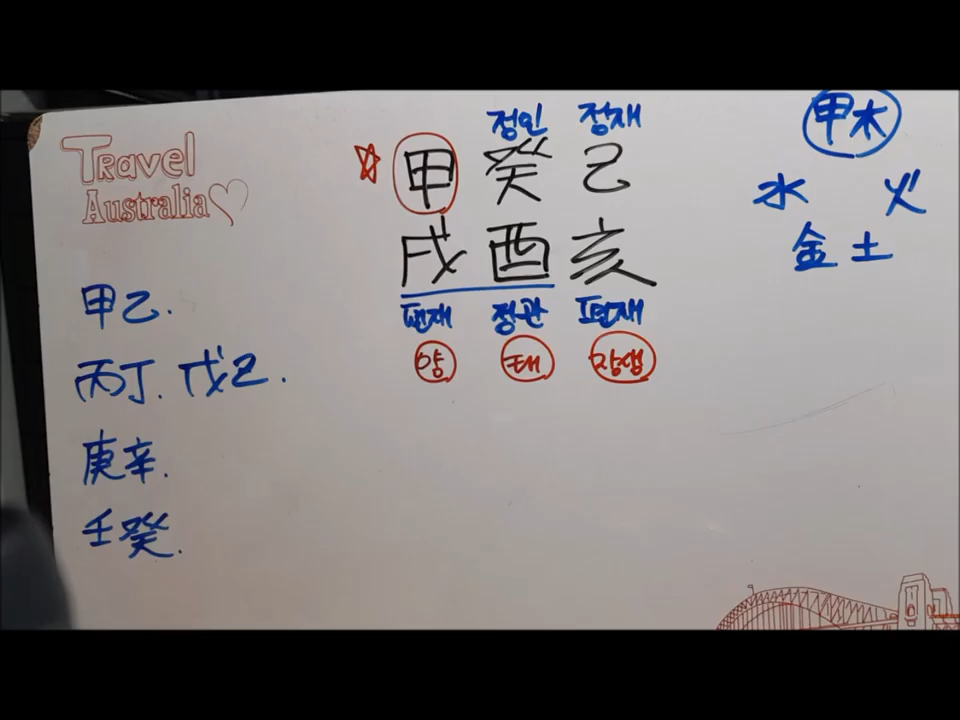 Travel
Australia
정인 정재
甲 癸 己
戌 酉 亥
편재 정관 편재
양 태 장생
甲木
水 火
金 土
甲乙.
丙丁. 戊己.
庚辛.
壬癸.